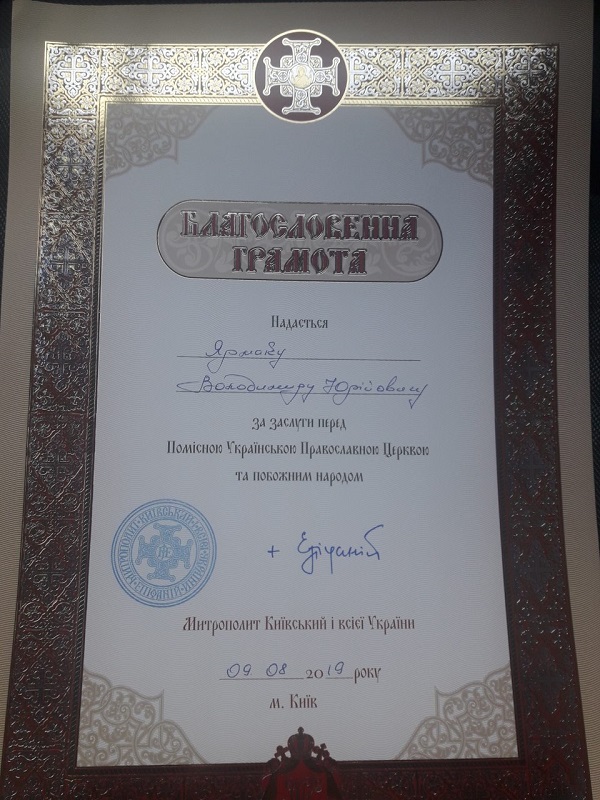 БЛАГОСЛОВЕННА
ГРАМОТА
Надається
Ярмаку
Володимиру Юрійовичу
за заслуги перед
Помісною Українською Православною Церквою
та побожним народом
+ Епіфаній
Митрополит Київський і всієї України
09 08 2019 року
м. Київ